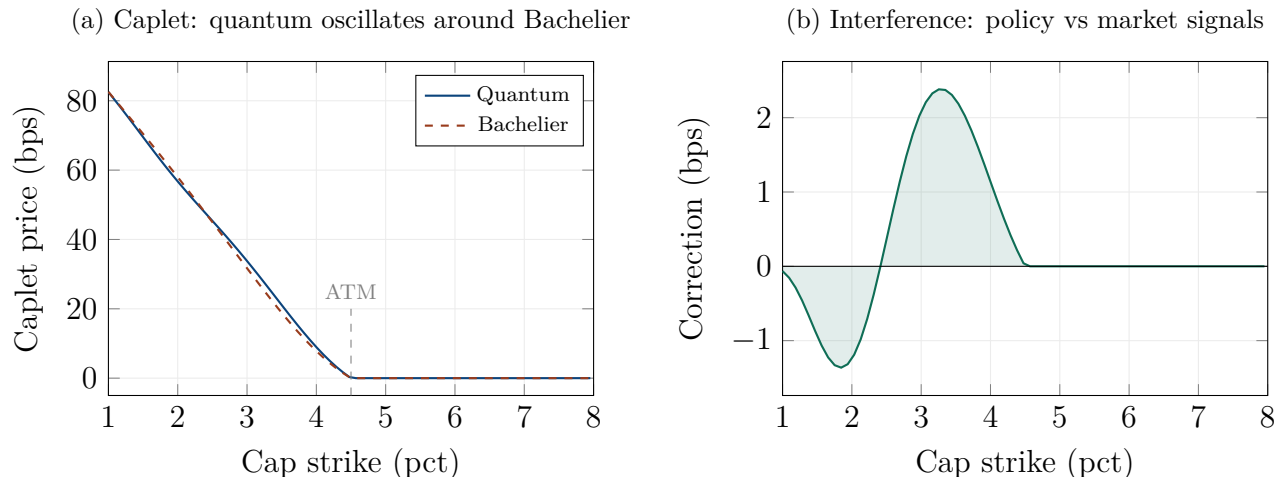 (a) Caplet: quantum oscillates around Bachelier
Caplet price (bps)
80
60
40
20
0
Quantum
Bachelier
ATM
1 2 3 4 5 6 7 8
Cap strike (pct)
(b) Interference: policy vs market signals
Correction (bps)
2
1
0
−1
1 2 3 4 5 6 7 8
Cap strike (pct)